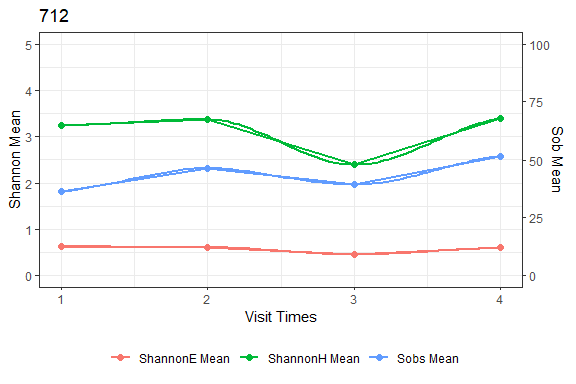 712
Shannon Mean
5
4
3
2
1
0
100
75
50
25
0
Sob Mean
1 2 3 4
Visit Times
ShannonE Mean ShannonH Mean Sobs Mean